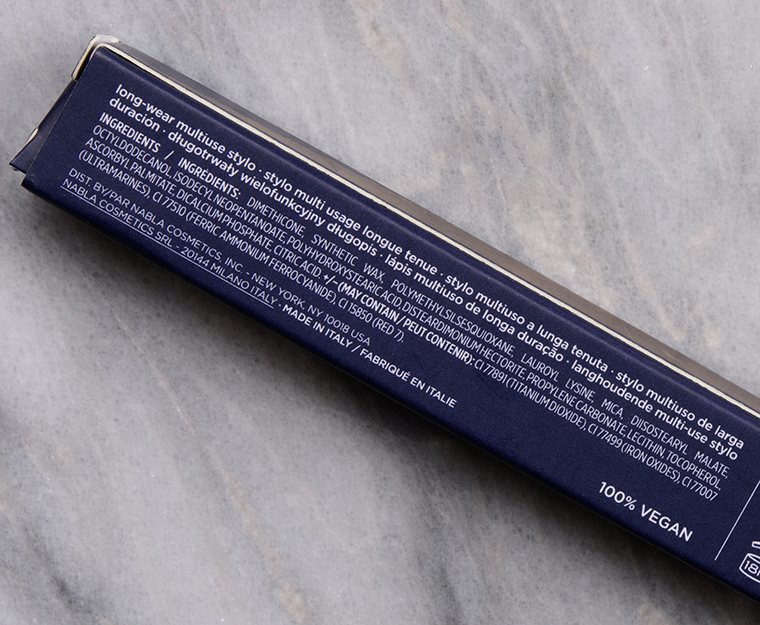 long-wear multiuse stylo · stylo multi usage longue tenue · stylo multiuso a lunga tenuta · stylo multiuso de larga
duración · długotrwały wielofunkcyjny długopis · lápis multiuso de longa duração · langhoudende multi-use stylo
INGREDIENTS / INGRÉDIENTS: DIMETHICONE, SYNTHETIC WAX, POLYMETHYLSILSESQUIOXANE, LAUROYL LYSINE, MICA, DIISOSTEARYL MALATE,
OCTYLDODECANOL, ISODECYL NEOPENTANOATE, POLYHYDROXYSTEARIC ACID, DISTEARDIMONIUM HECTORITE, PROPYLENE CARBONATE, LECITHIN, TOCOPHEROL,
ASCORBYL PALMITATE, DICALCIUM PHOSPHATE, CITRIC ACID. +/– (MAY CONTAIN / PEUT CONTENIR): CI 77891 (TITANIUM DIOXIDE), CI 77499 (IRON OXIDES), CI 77007
(ULTRAMARINES), CI 77510 (FERRIC AMMONIUM FERROCYANIDE), CI 15850 (RED 7).
DIST. BY/PAR NABLA COSMETICS, INC - NEW YORK, NY 10018 USA
NABLA COSMETICS SRL - 20144 MILANO ITALY · MADE IN ITALY / FABRIQUÉ EN ITALIE
100% VEGAN